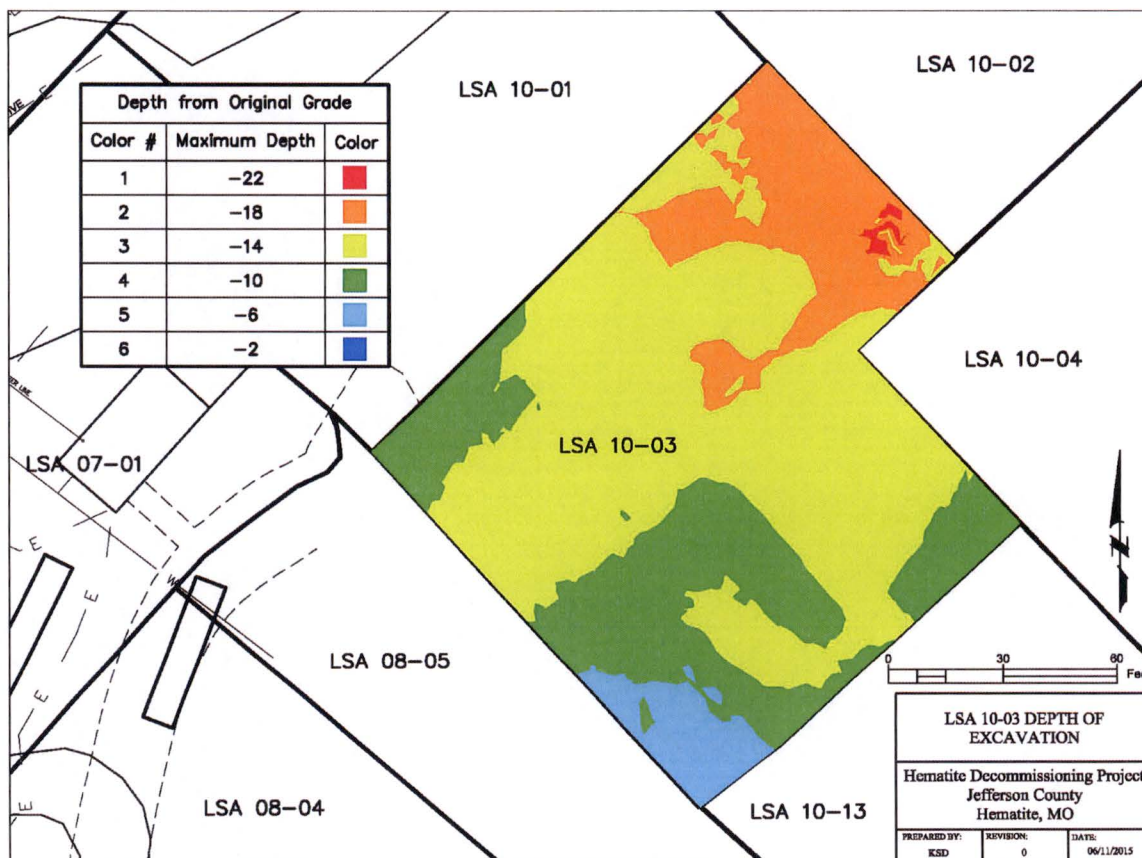 LSA 10-01
LSA 10-02
Depth from Original Grade
Color # Maximum Depth Color
1 -22
2 -18
3 -14
4 -10
5 -6
6 -2
LSA 10-04
LSA 10-03
LSA 07-01
LSA 08-05
LSA 08-04
LSA 10-13
E
E
E
E
E
W
N
0 30 60
LSA 10-03 DEPTH OF
EXCAVATION
Hematite Decommissioning Project
Jefferson County
Hematite, MO
PREPARED BY: REVISION: DATE:
KSD 0 06/11/2015